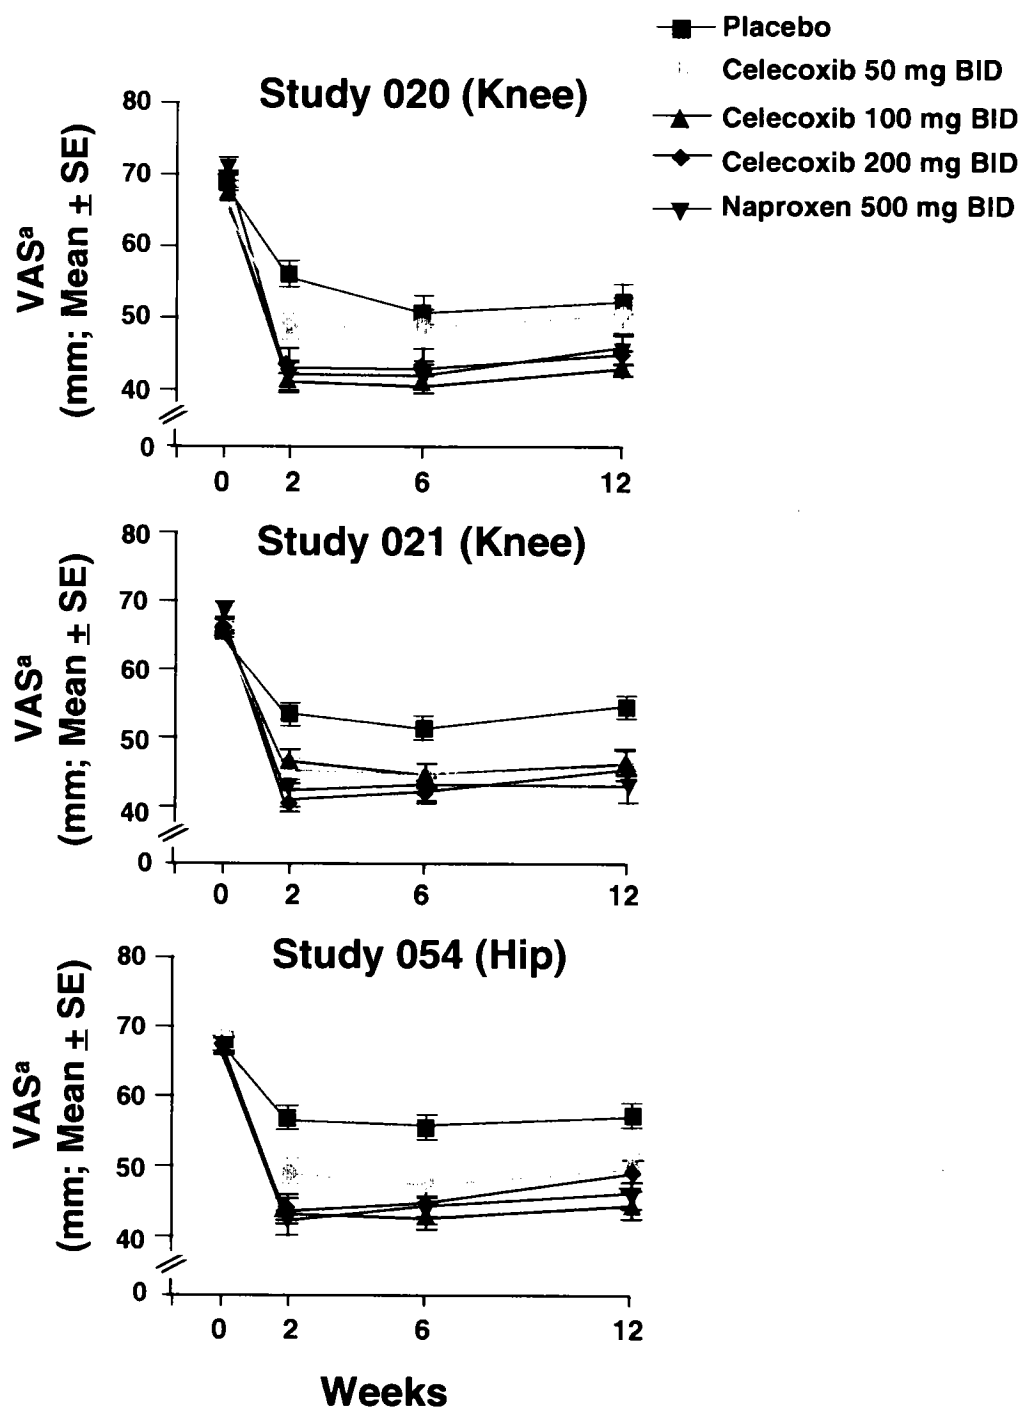 Placebo
Celecoxib 50 mg BID
Celecoxib 100 mg BID
Celecoxib 200 mg BID
Naproxen 500 mg BID
Study 020 (Knee)
VASa
(mm; Mean ± SE)
80
70
60
50
40
0
0 2 6 12
Study 021 (Knee)
VASa
(mm; Mean ± SE)
80
70
60
50
40
0
0 2 6 12
Study 054 (Hip)
VASa
(mm; Mean ± SE)
80
70
60
50
40
0
0 2 6 12
Weeks